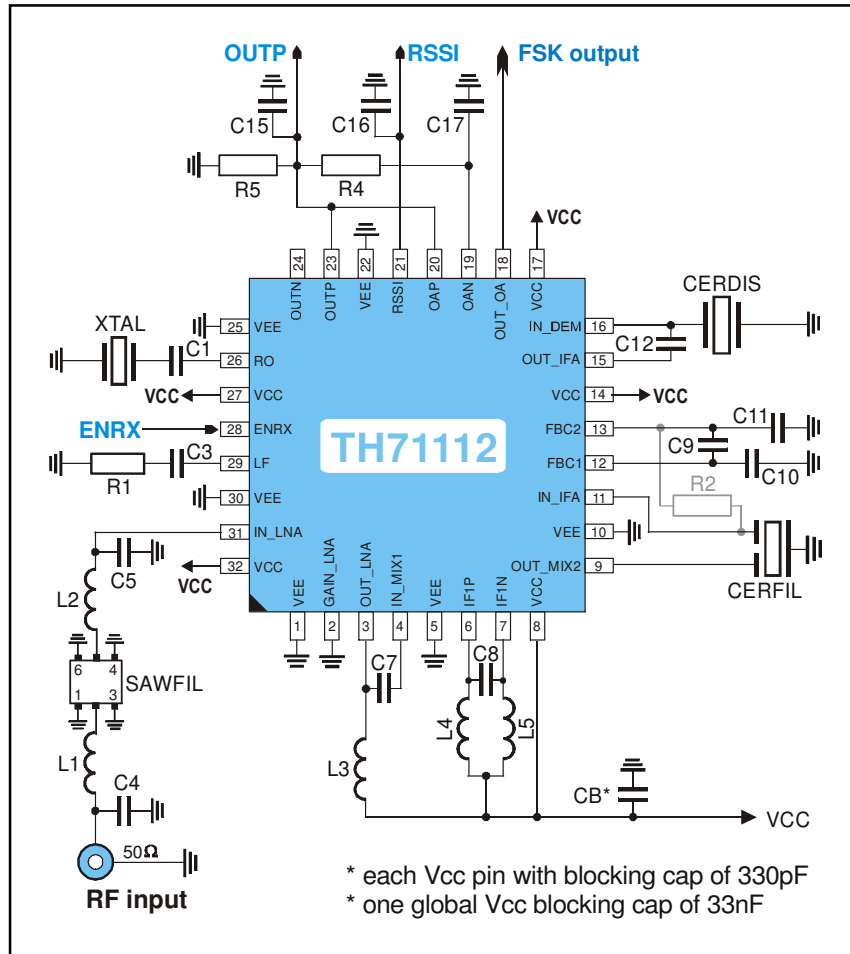 OUTP RSSI FSK output
C15 C16 C17
R5 R4
VCC
24 23 22 21 20 19 18 17
OUTN OUTP VEE RSSI OAP OAN OUT_OA VCC
XTAL C1
CERDIS
25 VEE IN_DEM 16
C12
26 RO OUT_IFA 15
VCC 27 VCC VCC 14 VCC
ENRX 28 ENRX FBC2 13 C11
C9
TH71112
R1 C3 29 LF FBC1 12 C10
30 VEE IN_IFA 11 R2
31 IN_LNA VEE 10
VCC 32 VCC OUT_MIX2 9
CERFIL
VEE GAIN_LNA OUT_LNA IN_MIX1 VEE IF1P IF1N VCC
1 2 3 4 5 6 7 8
C5
L2
6 4
SAWFIL
1 3
C7 C8
L4 L5
L1 L3
C4
CB*
VCC
50Ω
RF input
* each Vcc pin with blocking cap of 330pF
* one global Vcc blocking cap of 33nF